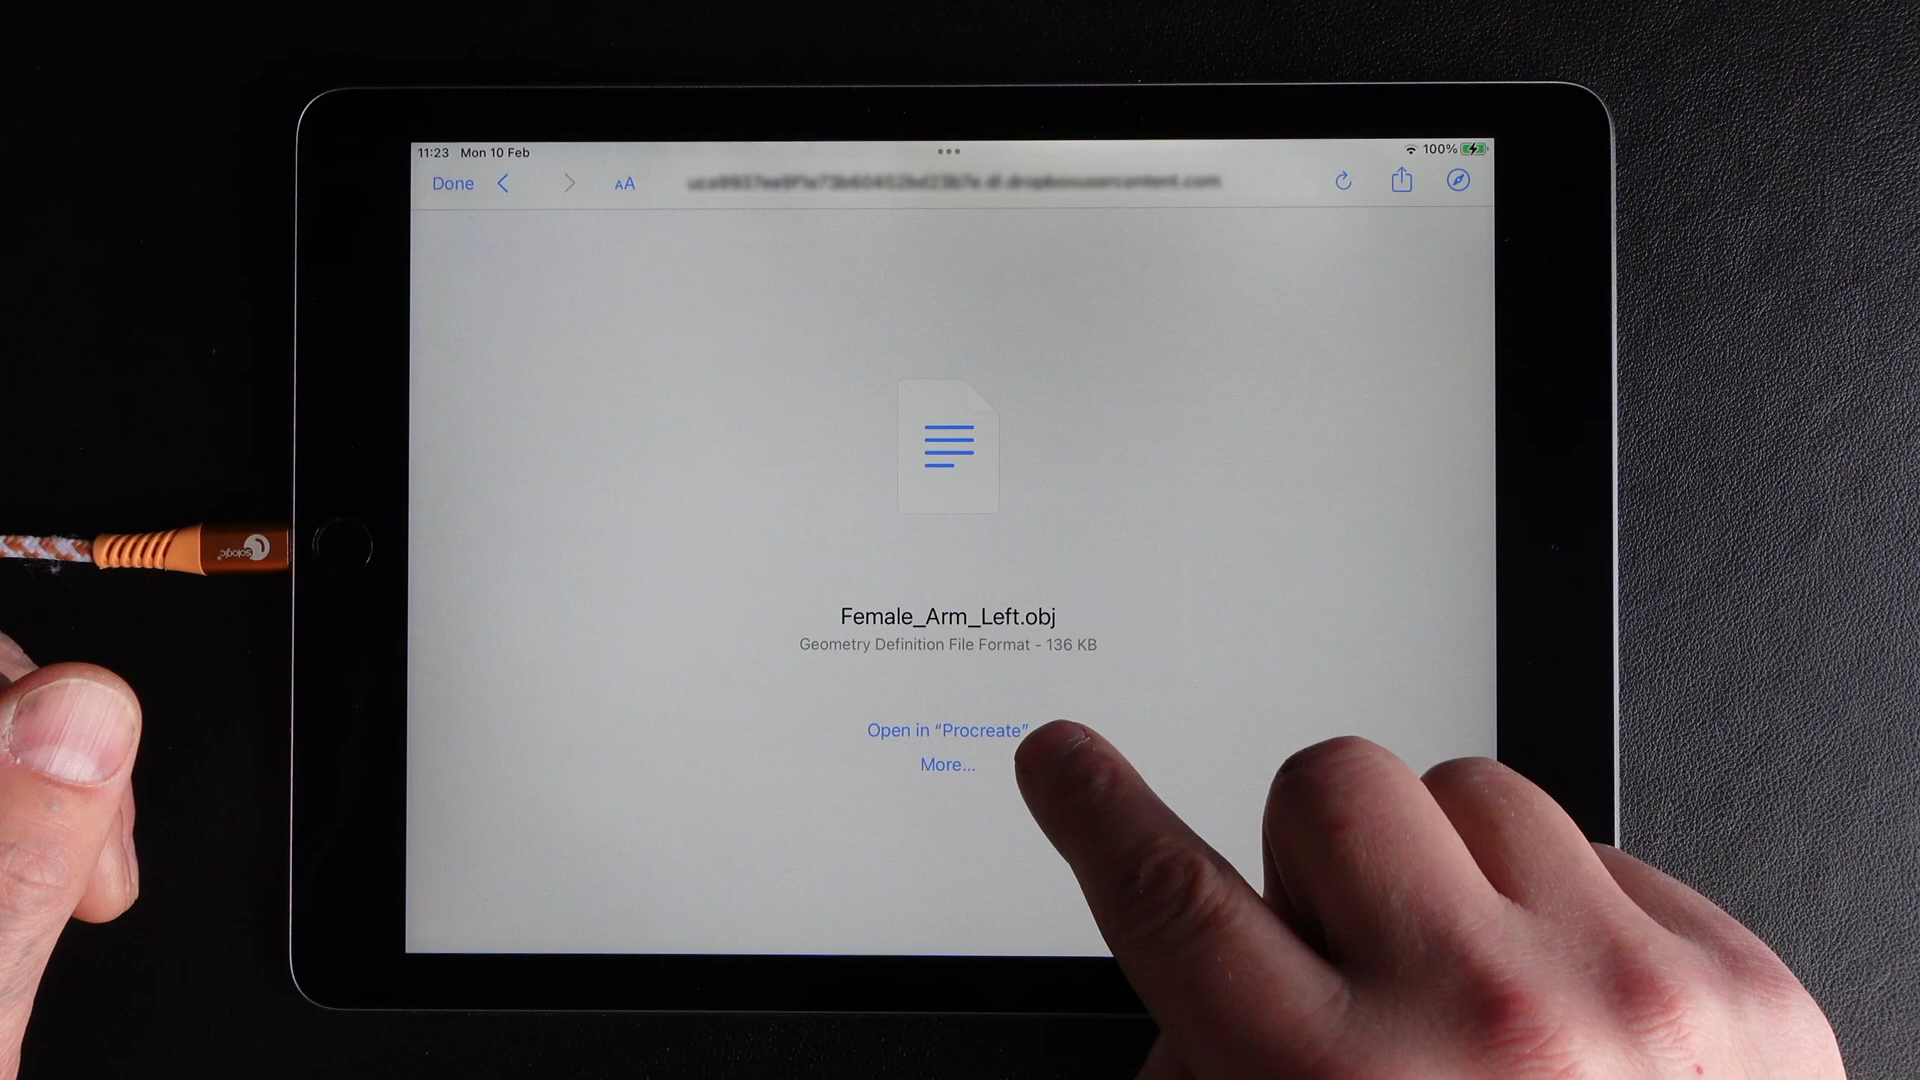 11:23 Mon 10 Feb
100%
Done
AA
Female_Arm_Left.obj
Geometry Definition File Format - 136 KB
Open in “Procreate”
More...
sologic